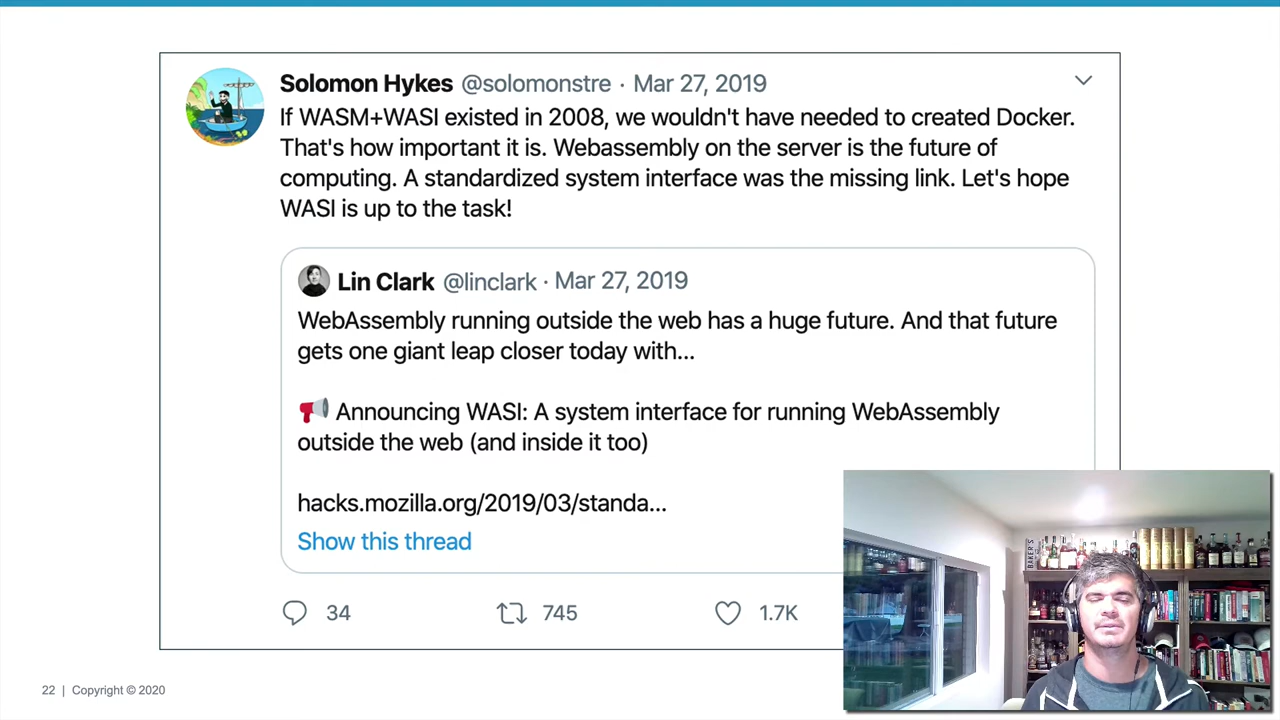 Solomon Hykes @solomonstre · Mar 27, 2019
If WASM+WASI existed in 2008, we wouldn't have needed to created Docker.
That's how important it is. Webassembly on the server is the future of
computing. A standardized system interface was the missing link. Let's hope
WASI is up to the task!
Lin Clark @linclark · Mar 27, 2019
WebAssembly running outside the web has a huge future. And that future
gets one giant leap closer today with...
Announcing WASI: A system interface for running WebAssembly
outside the web (and inside it too)
hacks.mozilla.org/2019/03/standa...
Show this thread
34 745 1.7K
BAKER'S
22 | Copyright © 2020